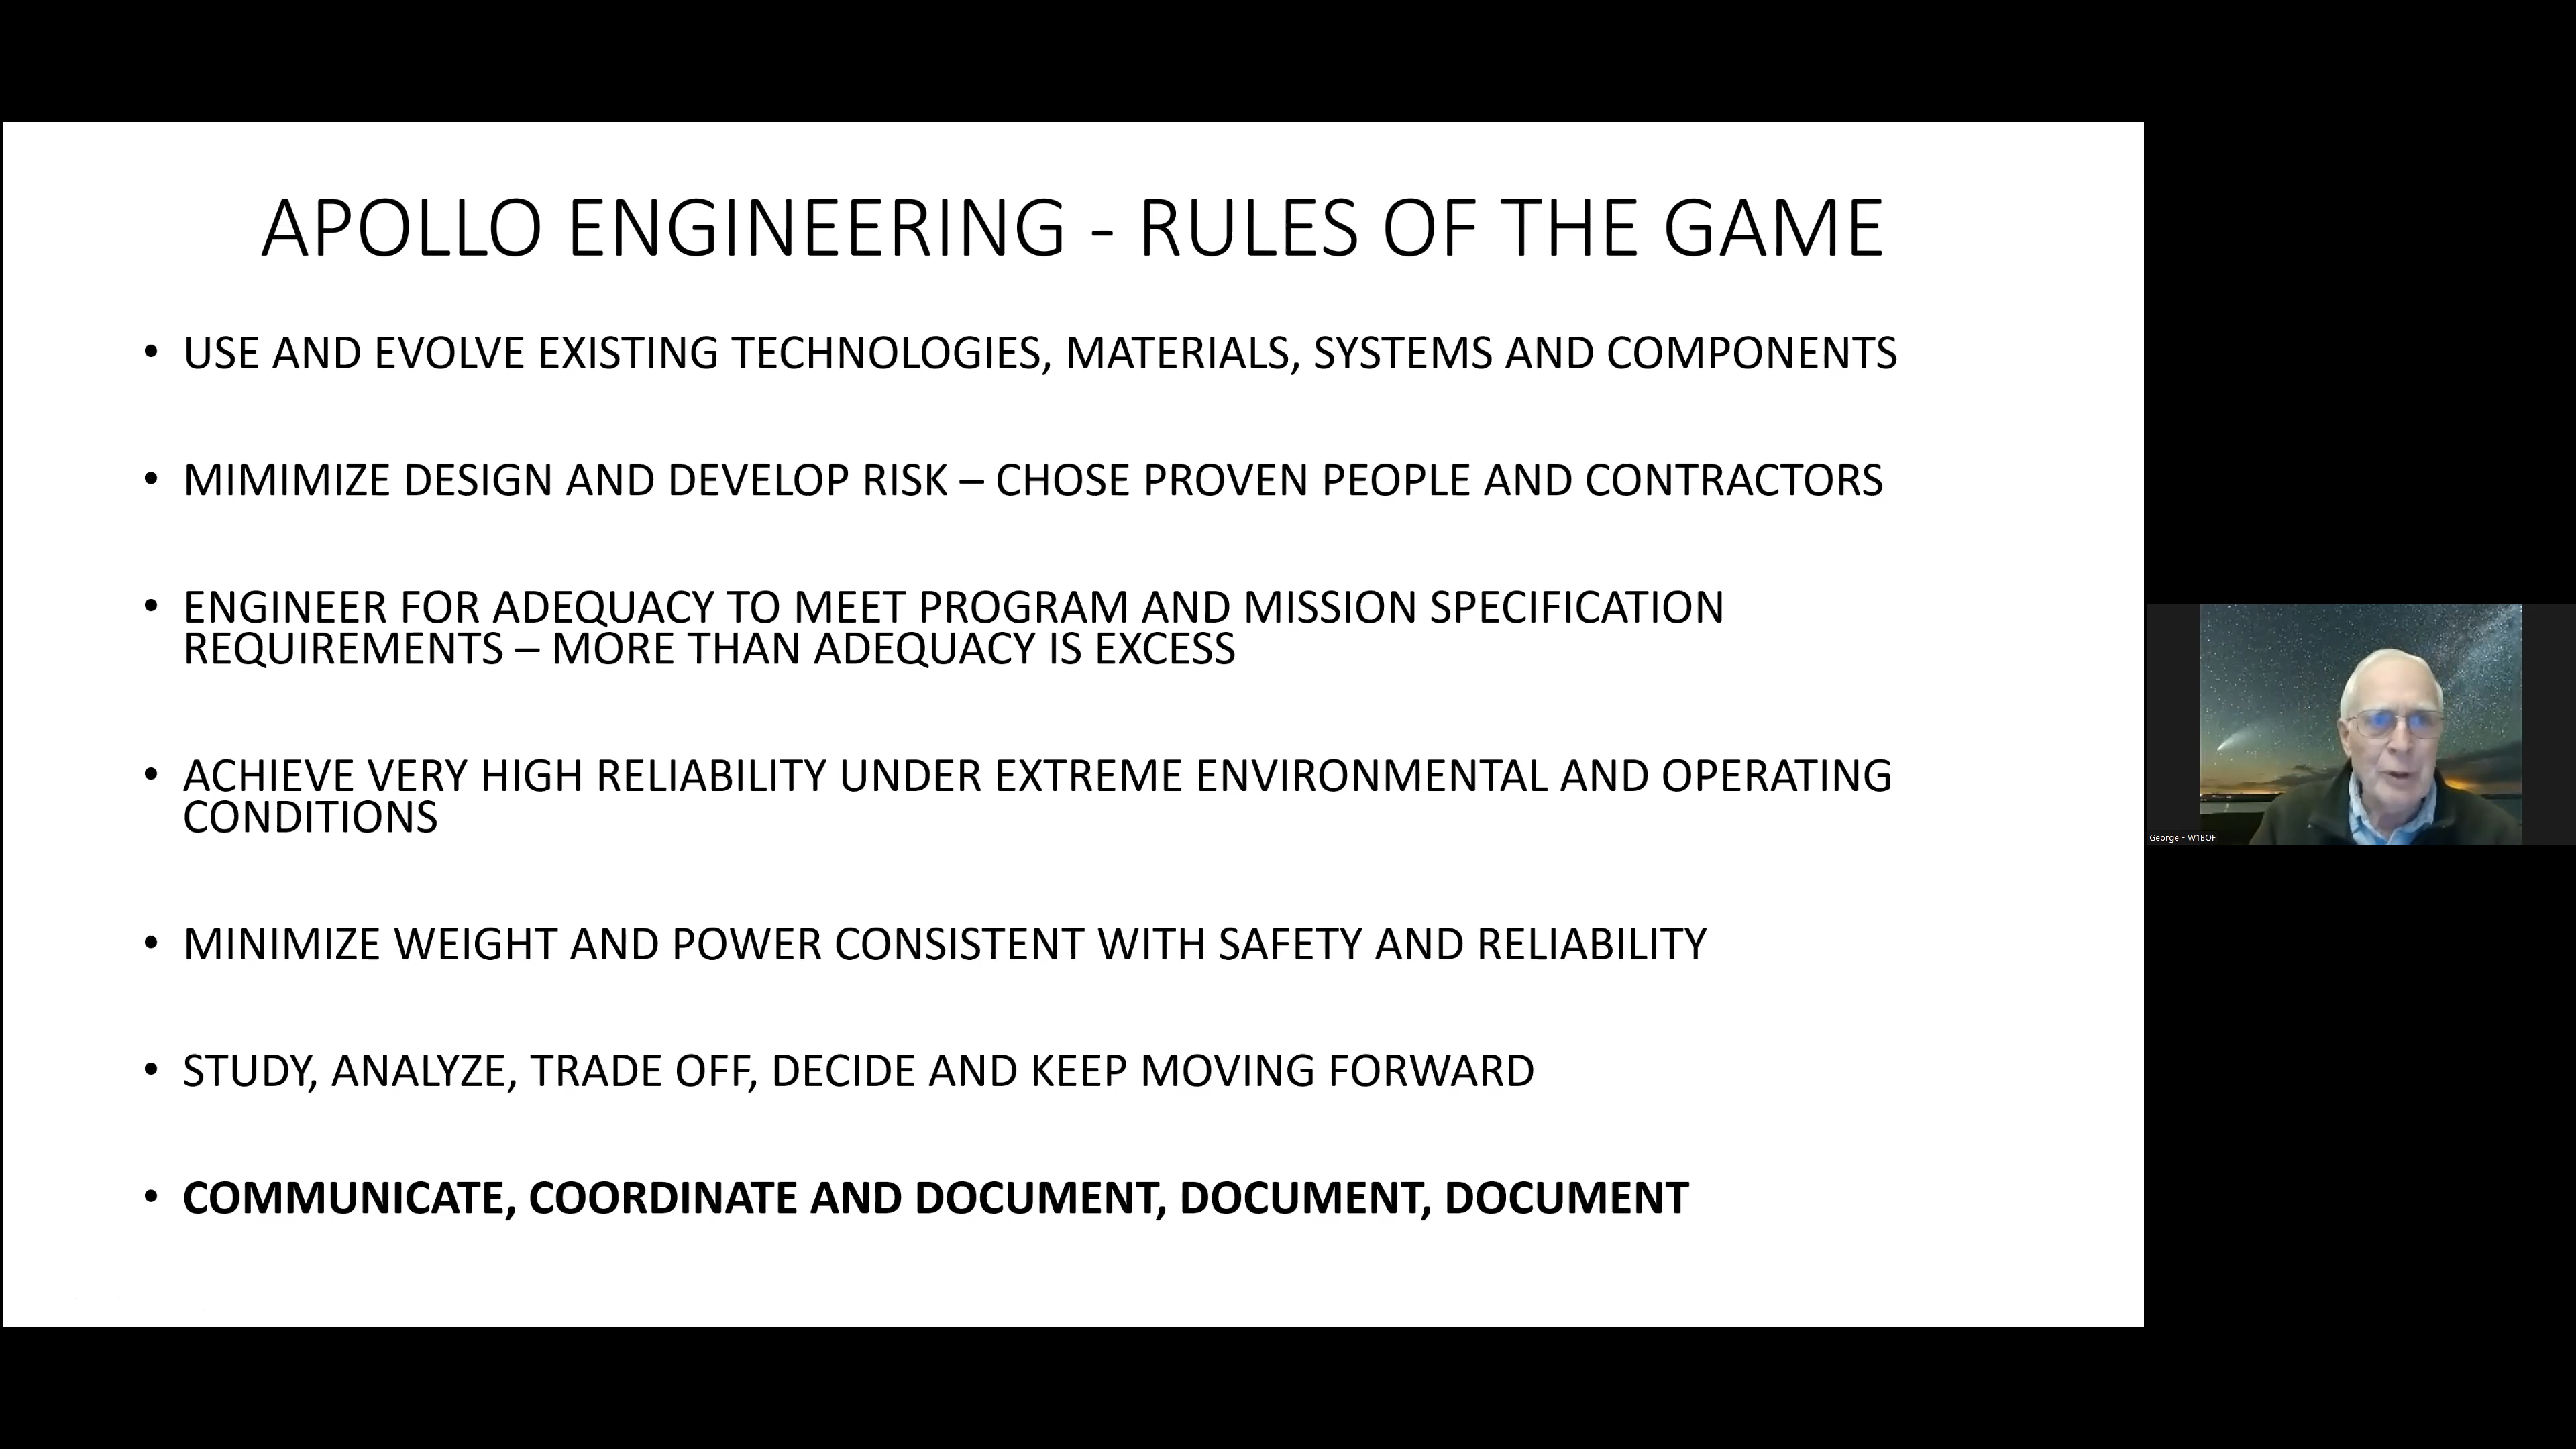 APOLLO ENGINEERING - RULES OF THE GAME
• USE AND EVOLVE EXISTING TECHNOLOGIES, MATERIALS, SYSTEMS AND COMPONENTS
• MIMIMIZE DESIGN AND DEVELOP RISK – CHOSE PROVEN PEOPLE AND CONTRACTORS
• ENGINEER FOR ADEQUACY TO MEET PROGRAM AND MISSION SPECIFICATION
REQUIREMENTS – MORE THAN ADEQUACY IS EXCESS
• ACHIEVE VERY HIGH RELIABILITY UNDER EXTREME ENVIRONMENTAL AND OPERATING
CONDITIONS
• MINIMIZE WEIGHT AND POWER CONSISTENT WITH SAFETY AND RELIABILITY
• STUDY, ANALYZE, TRADE OFF, DECIDE AND KEEP MOVING FORWARD
• COMMUNICATE, COORDINATE AND DOCUMENT, DOCUMENT, DOCUMENT
George - W1BOF